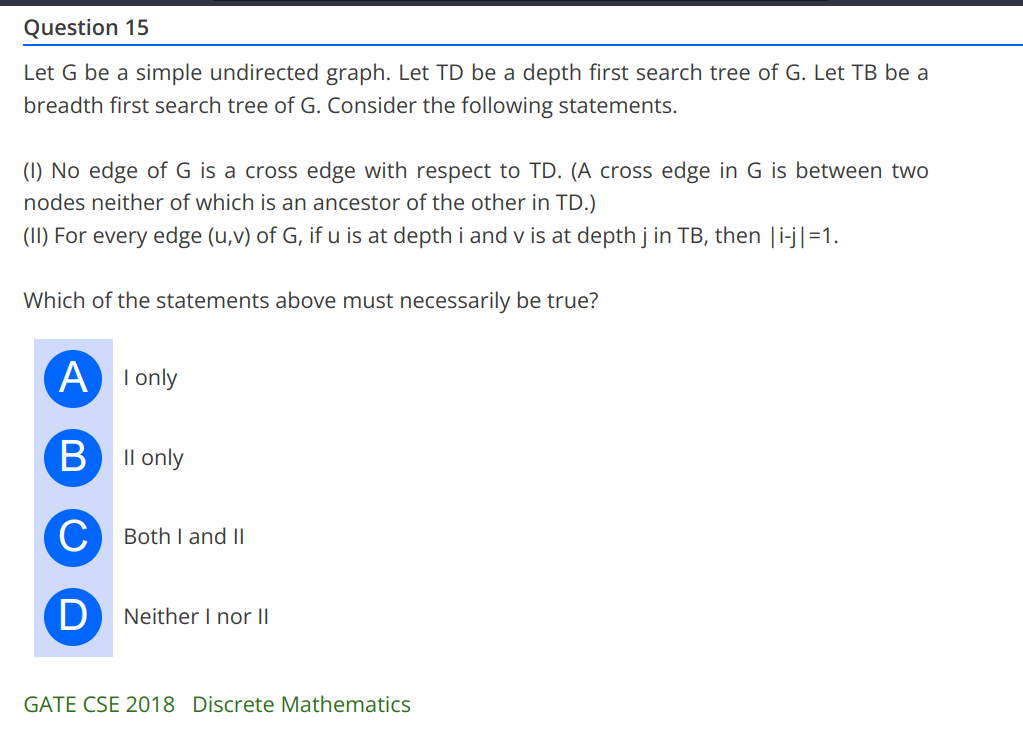 Question 15
Let G be a simple undirected graph. Let TD be a depth first search tree of G. Let TB be a
breadth first search tree of G. Consider the following statements.
(I) No edge of G is a cross edge with respect to TD. (A cross edge in G is between two
nodes neither of which is an ancestor of the other in TD.)
(II) For every edge (u,v) of G, if u is at depth i and v is at depth j in TB, then |i-j|=1.
Which of the statements above must necessarily be true?
A I only
B II only
C Both I and II
D Neither I nor II
GATE CSE 2018 Discrete Mathematics